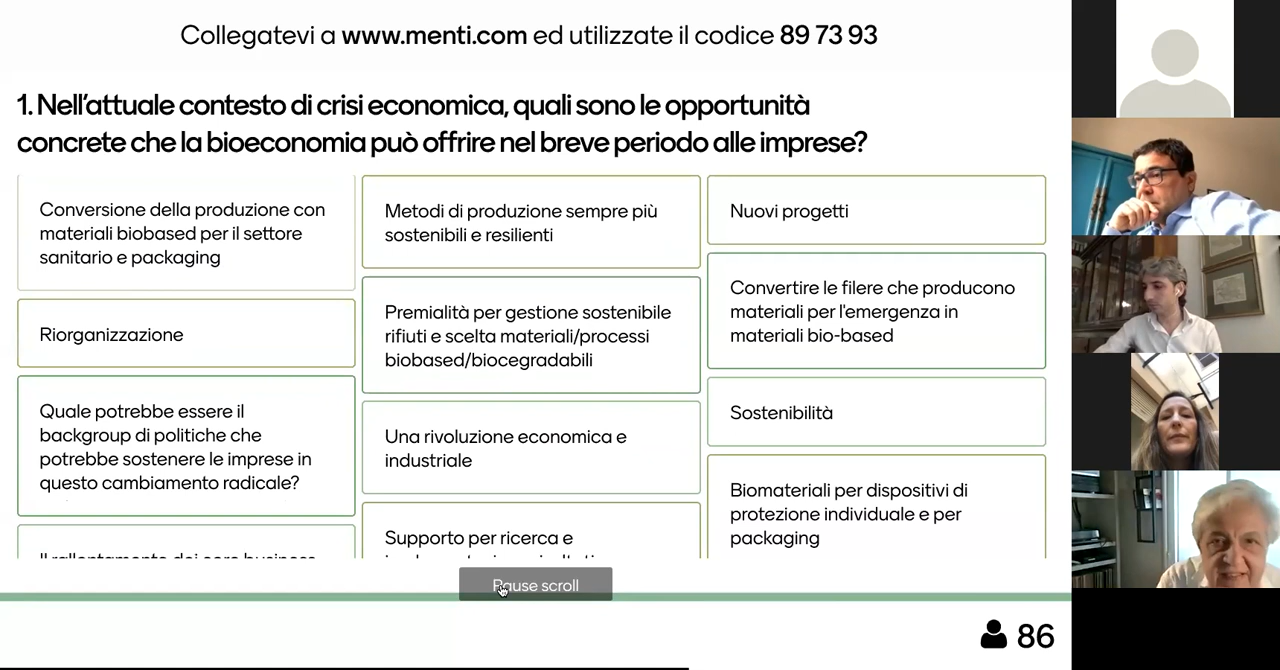 Collegatevi a www.menti.com ed utilizzate il codice 89 73 93
1. Nell'attuale contesto di crisi economica, quali sono le opportunità
concrete che la bioeconomia può offrire nel breve periodo alle imprese?
Conversione della produzione con
materiali biobased per il settore
sanitario e packaging
Riorganizzazione
Quale potrebbe essere il
backgroup di politiche che
potrebbe sostenere le imprese in
questo cambiamento radicale?
Il rallentamento dei core business
Metodi di produzione sempre più
sostenibili e resilienti
Premialità per gestione sostenibile
rifiuti e scelta materiali/processi
biobased/biocegradabili
Una rivoluzione economica e
industriale
Supporto per ricerca e
Nuovi progetti
Convertire le filere che producono
materiali per l'emergenza in
materiali bio-based
Sostenibilità
Biomateriali per dispositivi di
protezione individuale e per
packaging
Pause scroll
86